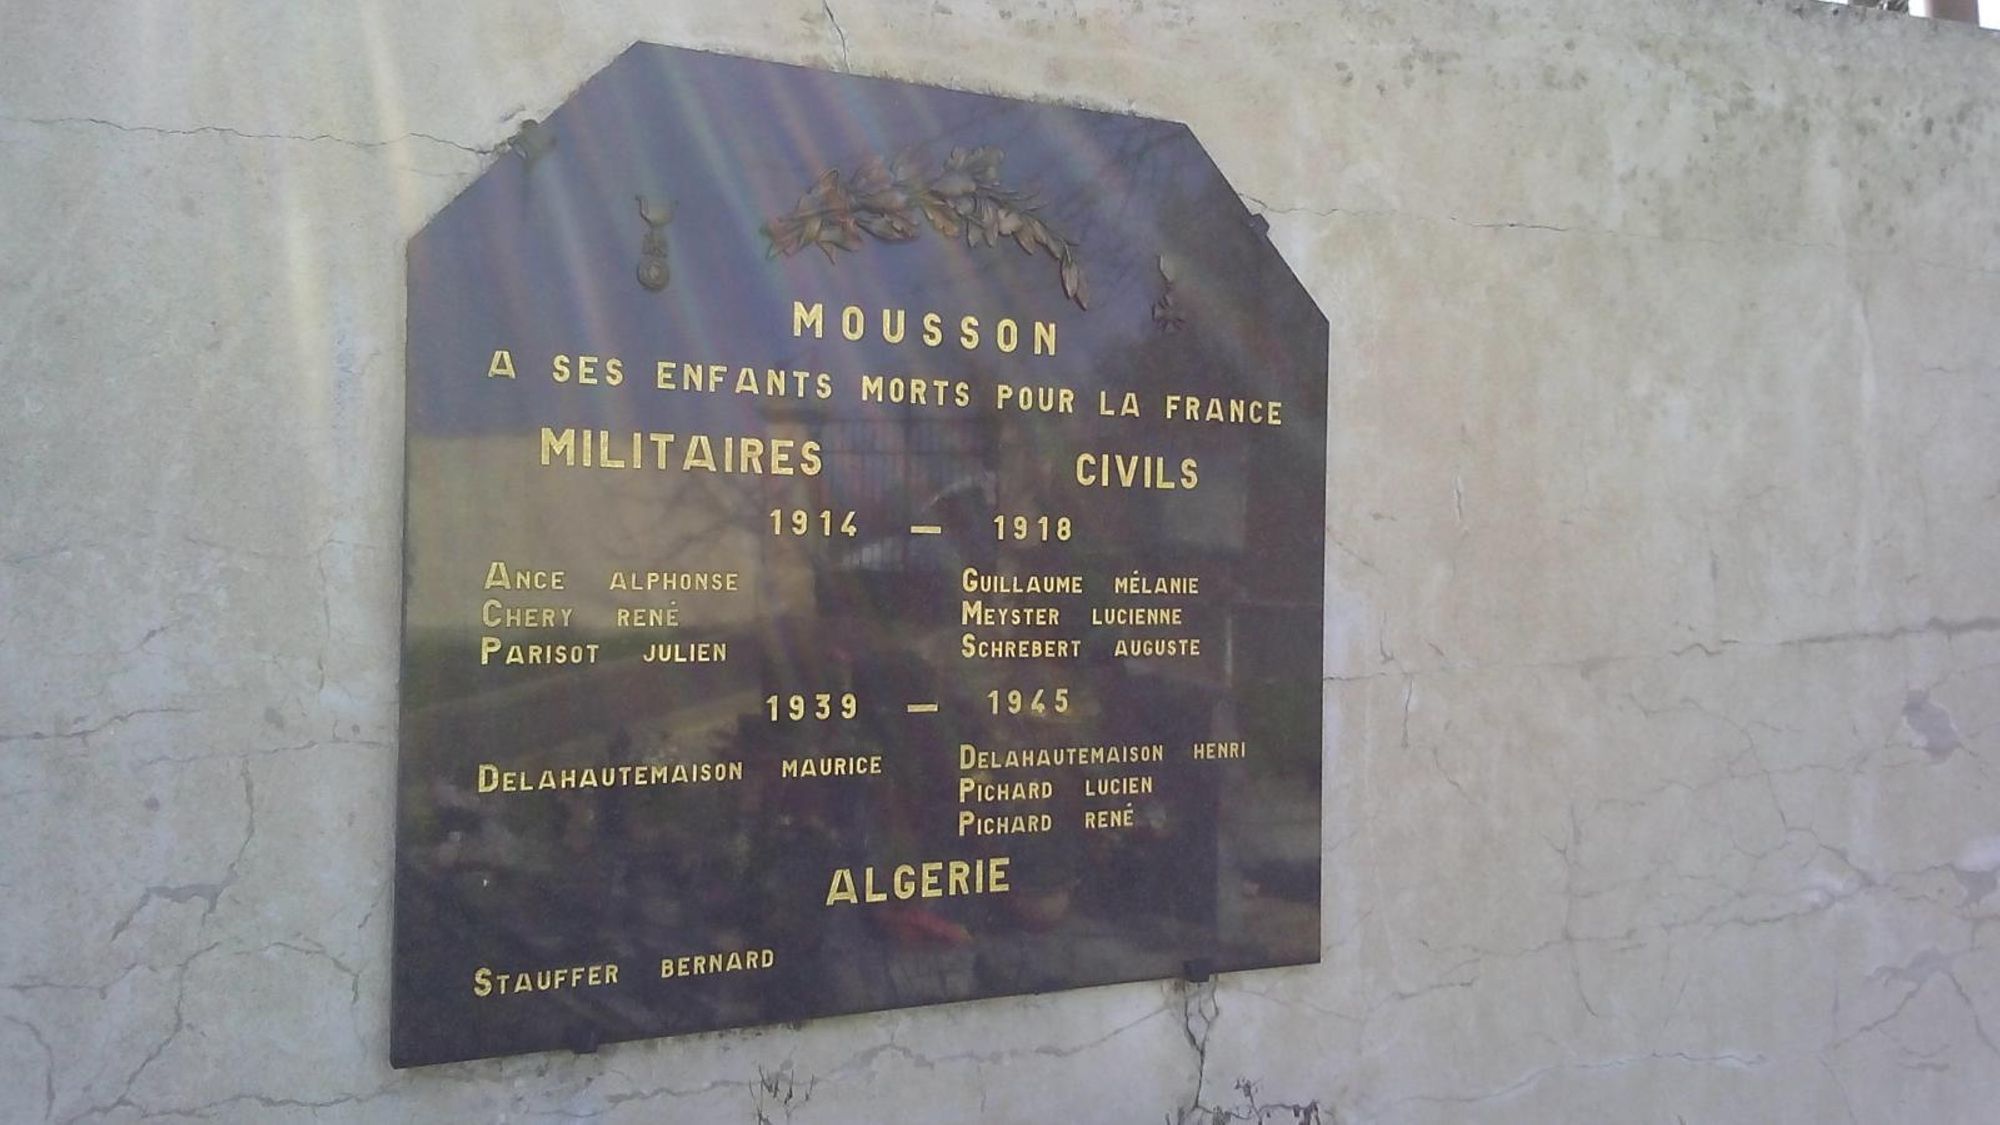 MOUSSON
A SES ENFANTS MORTS POUR LA FRANCE
MILITAIRES CIVILS
1914 — 1918
ANCE ALPHONSE GUILLAUME MÉLANIE
CHERY RENÉ MEYSTER LUCIENNE
PARISOT JULIEN SCHREBERT AUGUSTE
1939 — 1945
DELAHAUTEMAISON MAURICE DELAHAUTEMAISON HENRI
PICHARD LUCIEN
PICHARD RENÉ
ALGERIE
STAUFFER BERNARD